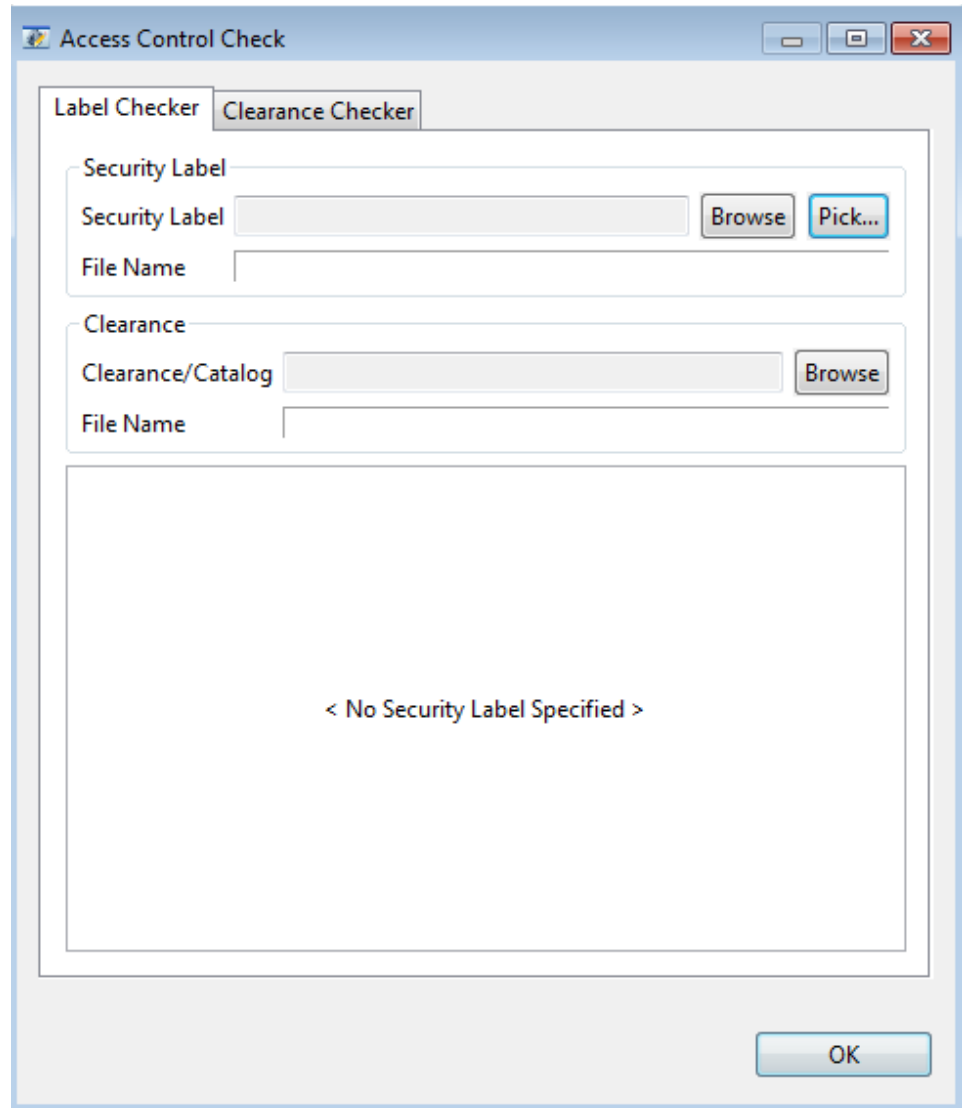 Access Control Check
Label Checker Clearance Checker
Security Label
Security Label Browse Pick...
File Name
Clearance
Clearance/Catalog Browse
File Name
< No Security Label Specified >
OK